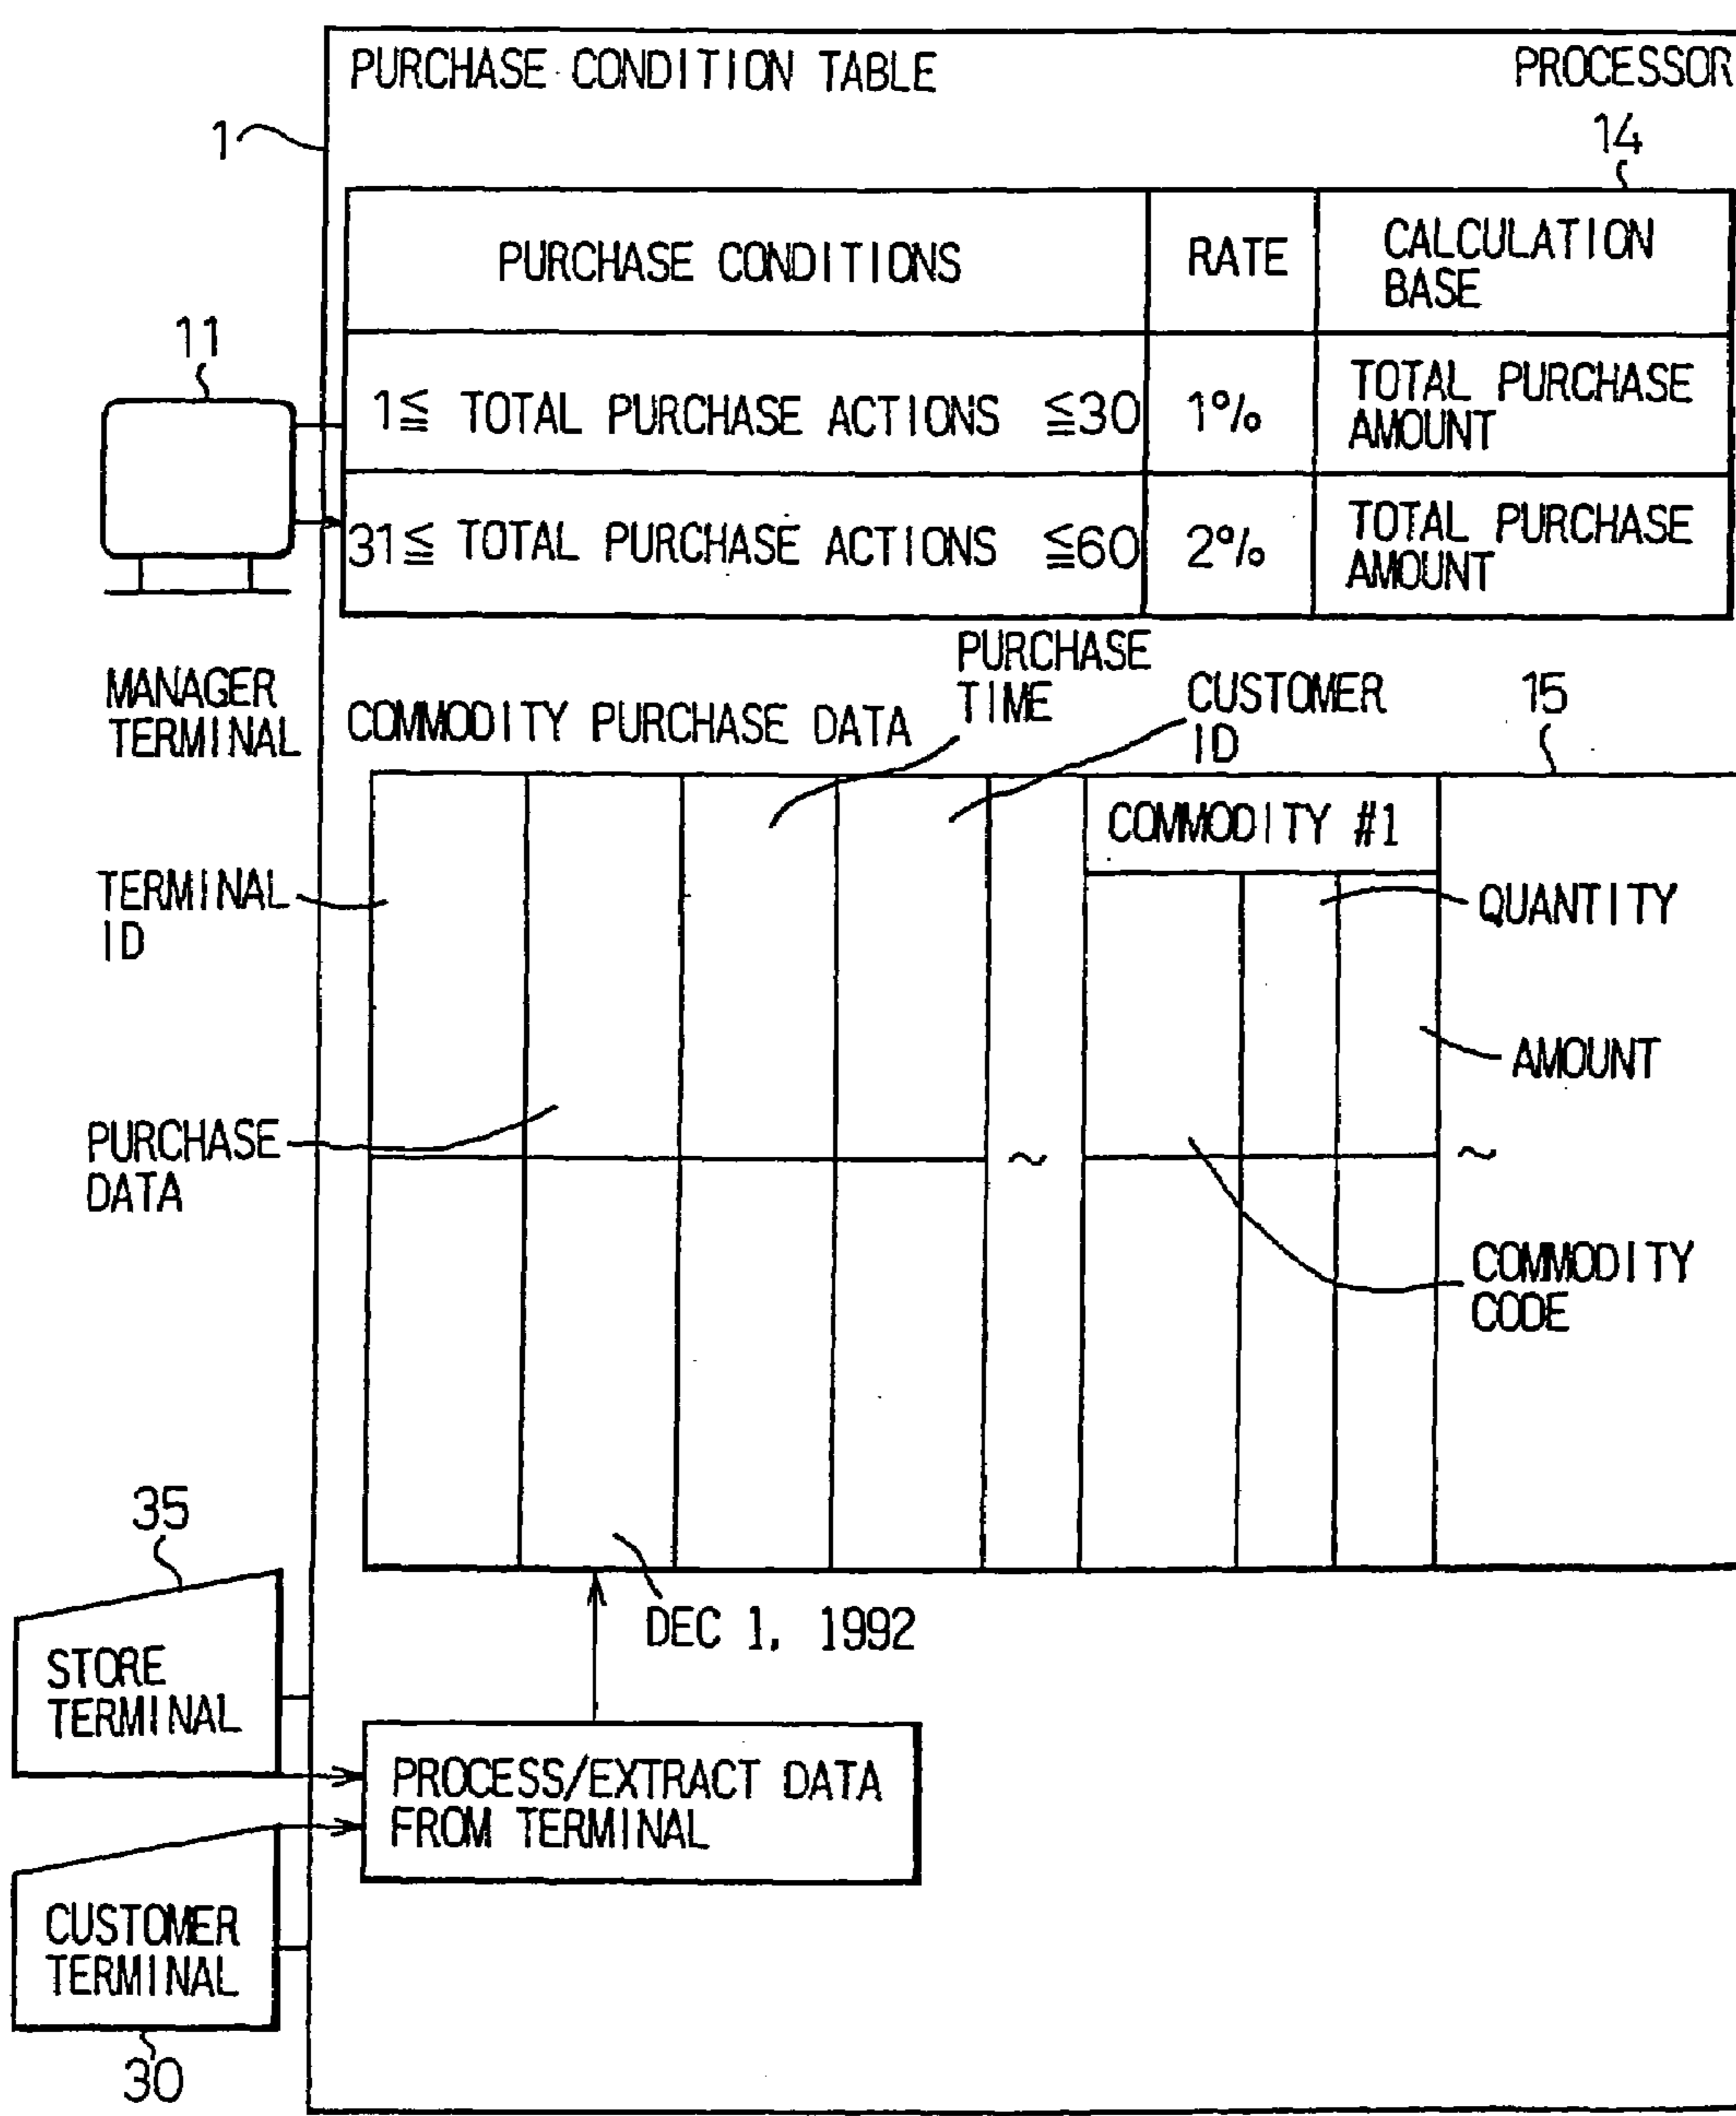 PURCHASE CONDITION TABLE
PROCESSOR
1
14
PURCHASE CONDITIONS
RATE
CALCULATION
BASE
11
1≦ TOTAL PURCHASE ACTIONS ≦30
1%
TOTAL PURCHASE
AMOUNT
31≦ TOTAL PURCHASE ACTIONS ≦60
2%
TOTAL PURCHASE
AMOUNT
MANAGER
TERMINAL
COMMODITY PURCHASE DATA
PURCHASE
TIME
CUSTOMER
ID
15
COMMODITY #1
TERMINAL
ID
QUANTITY
AMOUNT
PURCHASE
DATA
~
~
COMMODITY
CODE
35
DEC 1, 1992
STORE
TERMINAL
PROCESS/EXTRACT DATA
FROM TERMINAL
CUSTOMER
TERMINAL
30